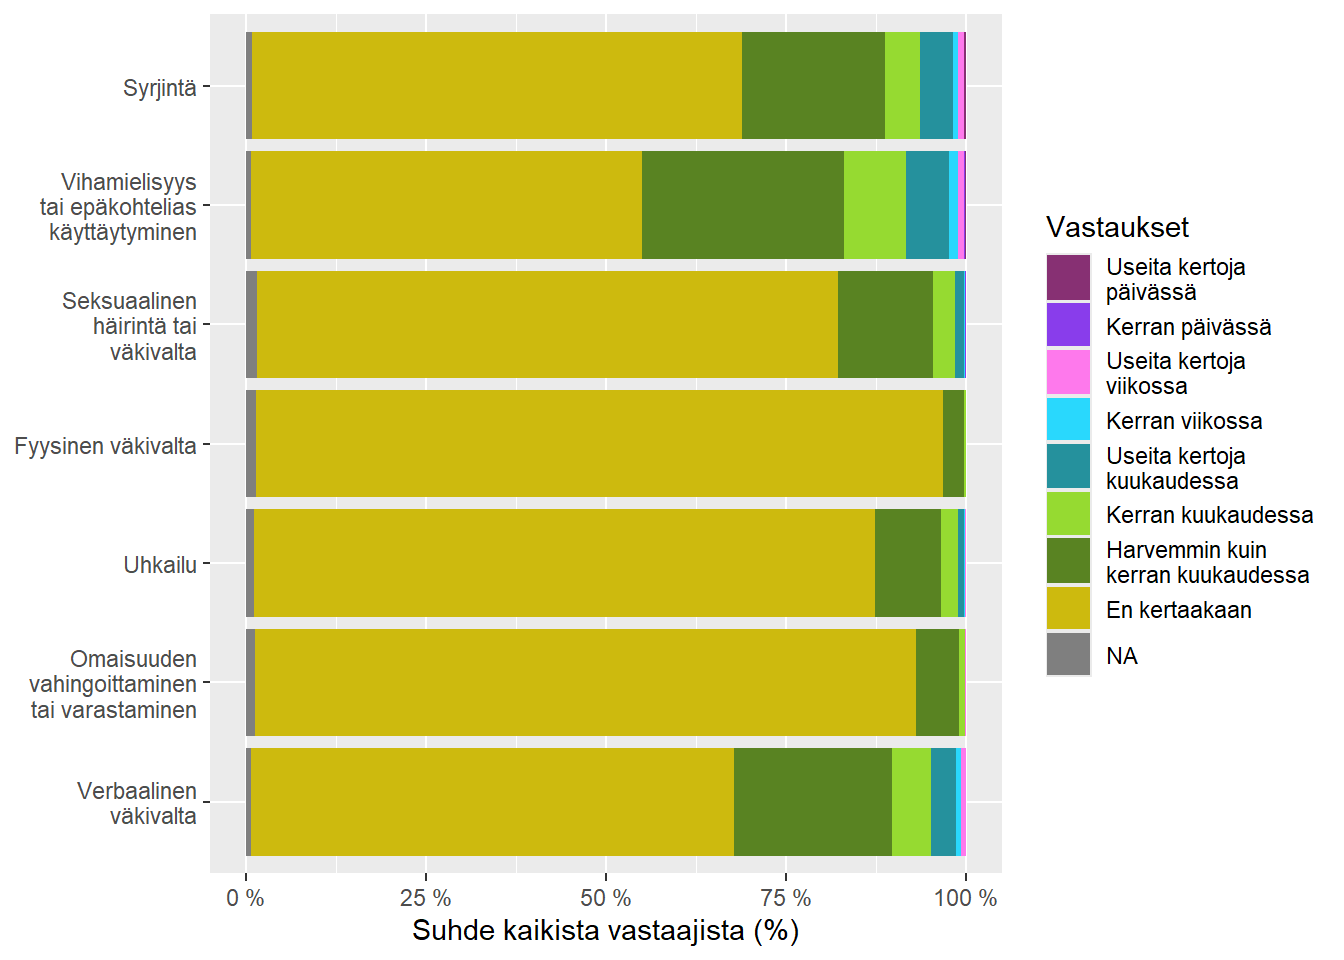 Syrjintä
Vihamielisyys
tai epäkohtelias
käyttäytyminen
Seksuaalinen
häirintä tai
väkivalta
Fyysinen väkivalta
Uhkailu
Omaisuuden
vahingoittaminen
tai varastaminen
Verbaalinen
väkivalta
0 %
25 %
50 %
75 %
100 %
Suhde kaikista vastaajista (%)
Vastaukset
Useita kertoja
päivässä
Kerran päivässä
Useita kertoja
viikossa
Kerran viikossa
Useita kertoja
kuukaudessa
Kerran kuukaudessa
Harvemmin kuin
kerran kuukaudessa
En kertaakaan
NA